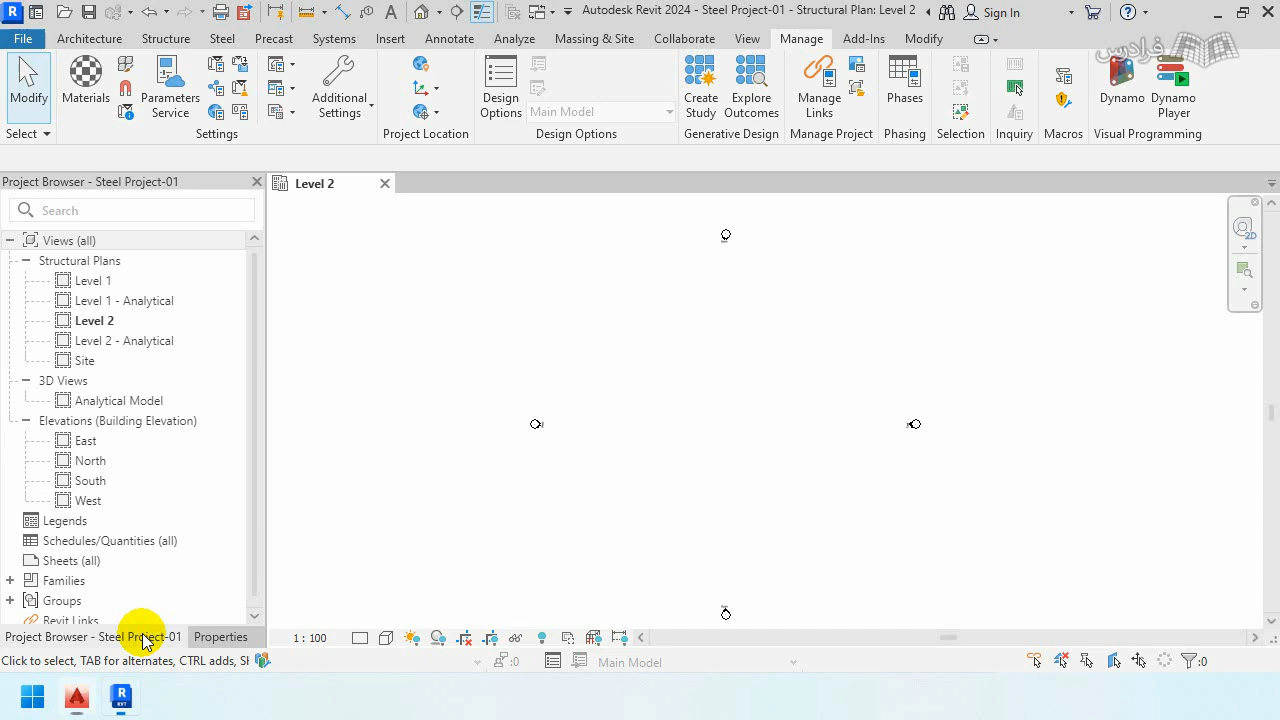 Autodesk Revit 2024 - Steel Project-01 - Structural Plan: Level 2
Sign In
File Architecture Structure Steel Precast Systems Insert Annotate Analyze Massing & Site Collaborate View Manage Add-Ins Modify
فرادرس
Modify
Materials
Parameters Service
Additional Settings
Design Options
Main Model
Create Study
Explore Outcomes
Manage Links
Phases
Dynamo
Dynamo Player
Select Settings Project Location Design Options Generative Design Manage Project Phasing Selection Inquiry Macros Visual Programming
Project Browser - Steel Project-01
Level 2
Search
Views (all)
Structural Plans
Level 1
Level 1 - Analytical
Level 2
Level 2 - Analytical
Site
3D Views
Analytical Model
Elevations (Building Elevation)
East
North
South
West
Legends
Schedules/Quantities (all)
Sheets (all)
Families
Groups
Revit Links
Project Browser - Steel Project-01 Properties
1 : 100
Click to select, TAB for alternates, CTRL adds, SH
:0
Main Model
:0